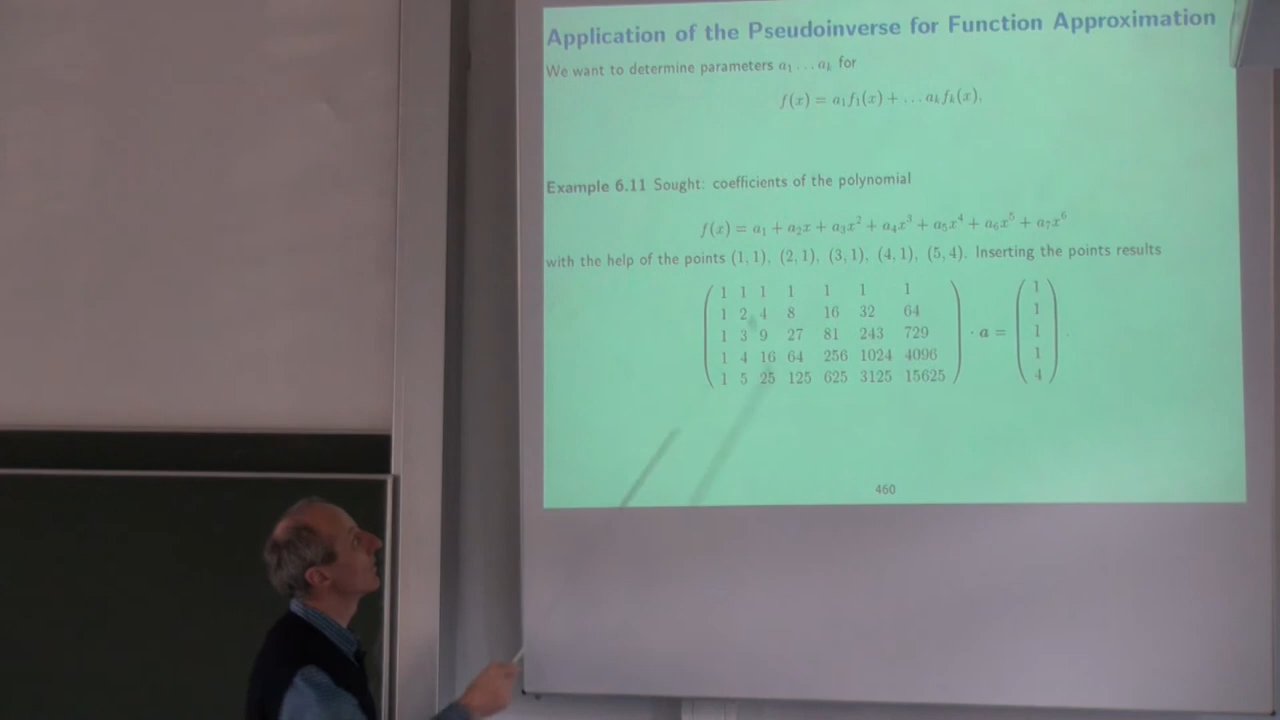 Application of the Pseudoinverse for Function Approximation
We want to determine parameters a₁ … aₖ for
f(x) = a₁f₁(x) + … aₖfₖ(x),
Example 6.11 Sought: coefficients of the polynomial
f(x) = a₁ + a₂x + a₃x² + a₄x³ + a₅x⁴ + a₆x⁵ + a₇x⁶
with the help of the points (1, 1), (2, 1), (3, 1), (4, 1), (5, 4). Inserting the points results
1 1 1 1 1 1 1 1
1 2 4 8 16 32 64 1
1 3 9 27 81 243 729 · a = 1
1 4 16 64 256 1024 4096 1
1 5 25 125 625 3125 15625 4
460